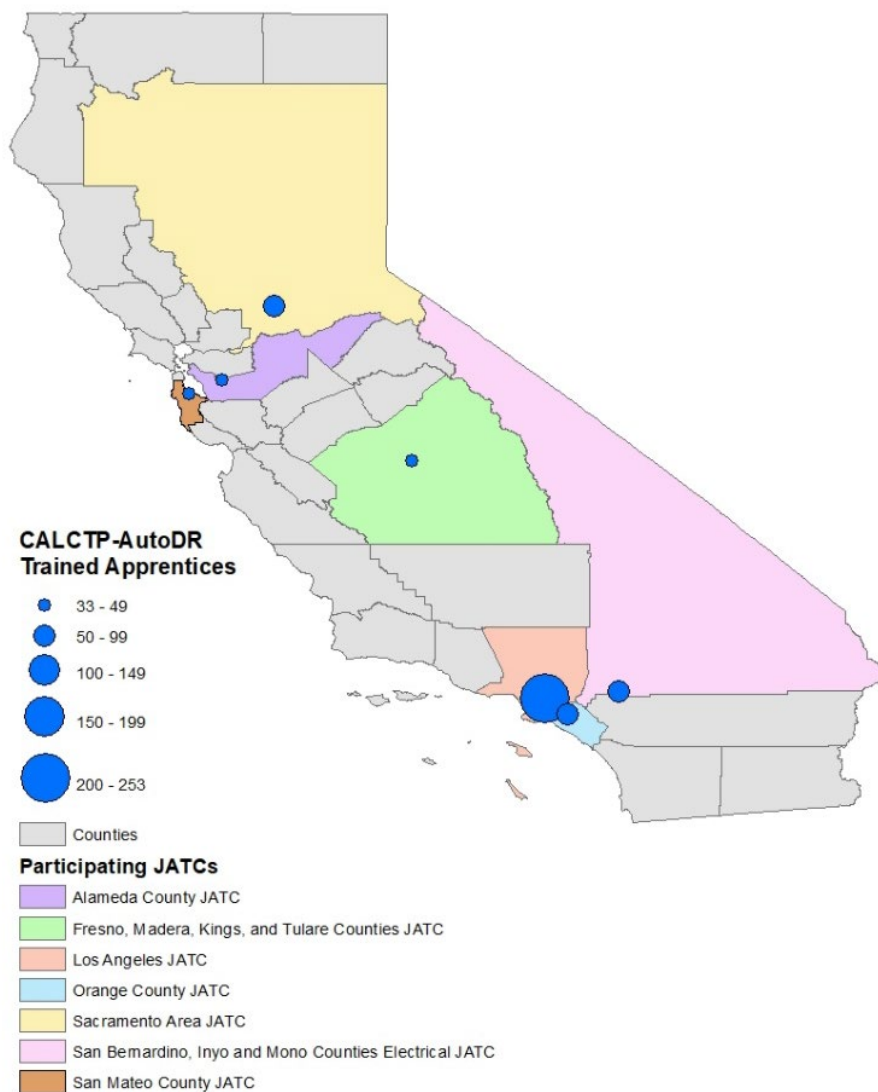 CALCTP-AutoDR
Trained Apprentices
33 - 49
50 - 99
100 - 149
150 - 199
200 - 253
Counties
Participating JATCs
Alameda County JATC
Fresno, Madera, Kings, and Tulare Counties JATC
Los Angeles JATC
Orange County JATC
Sacramento Area JATC
San Bernardino, Inyo and Mono Counties Electrical JATC
San Mateo County JATC